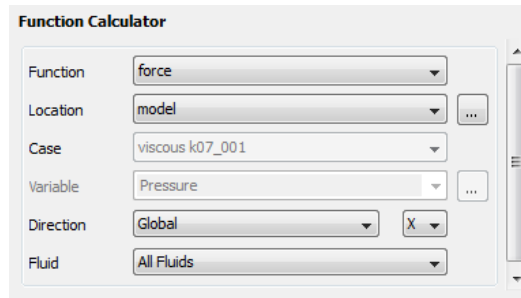 Function Calculator
Function force
Location model ...
Case viscous k07_001
Variable Pressure ...
Direction Global X
Fluid All Fluids